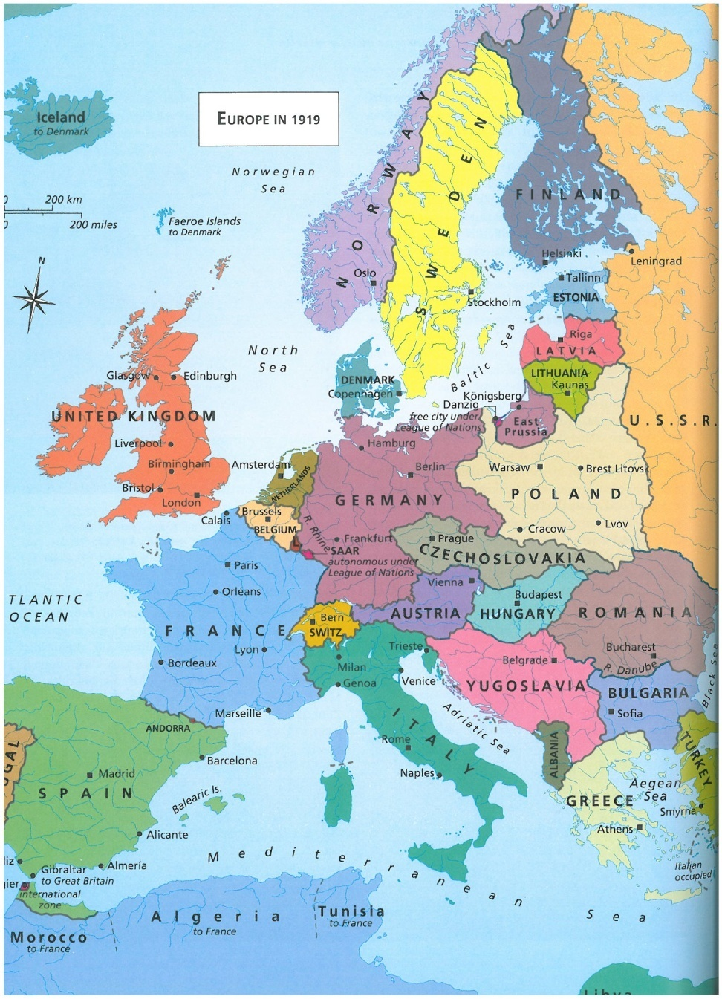 EUROPE IN 1919
Iceland
to Denmark
Norwegian
Sea
0 200 km
0 200 miles
Faeroe Islands
to Denmark
N
NORWAY
Oslo
SWEDEN
Stockholm
FINLAND
Helsinki
Leningrad
Tallinn
ESTONIA
Riga
LATVIA
LITHUANIA
Kaunas
Baltic Sea
North
Sea
Glasgow
Edinburgh
UNITED KINGDOM
Liverpool
Birmingham
Bristol
London
DENMARK
Copenhagen
Königsberg
Danzig
free city under
League of Nations
East
Prussia
U.S.S.R.
Hamburg
Berlin
GERMANY
Amsterdam
NETHERLANDS
Brussels
BELGIUM
Calais
L.
R. Rhine
Frankfurt
SAAR
autonomous under
League of Nations
Warsaw
Brest Litovsk
POLAND
Cracow
Lvov
Prague
CZECHOSLOVAKIA
Paris
Orléans
FRANCE
Lyon
Bordeaux
Marseille
TLANTIC
OCEAN
Bern
SWITZ
Vienna
AUSTRIA
Budapest
HUNGARY
ROMANIA
Bucharest
R. Danube
Black Sea
Trieste
Milan
Venice
Genoa
ITALY
Rome
Naples
Adriatic Sea
Belgrade
YUGOSLAVIA
BULGARIA
Sofia
ALBANIA
TURKEY
GREECE
Aegean
Sea
Smyrna
Athens
Italian
occupied
ANDORRA
Barcelona
GAL
Madrid
SPAIN
Balearic Is.
Alicante
Almería
diz
Gibraltar
to Great Britain
gier
international
zone
Mediterranean Sea
Morocco
to France
Algeria
to France
Tunisia
to France
Libya